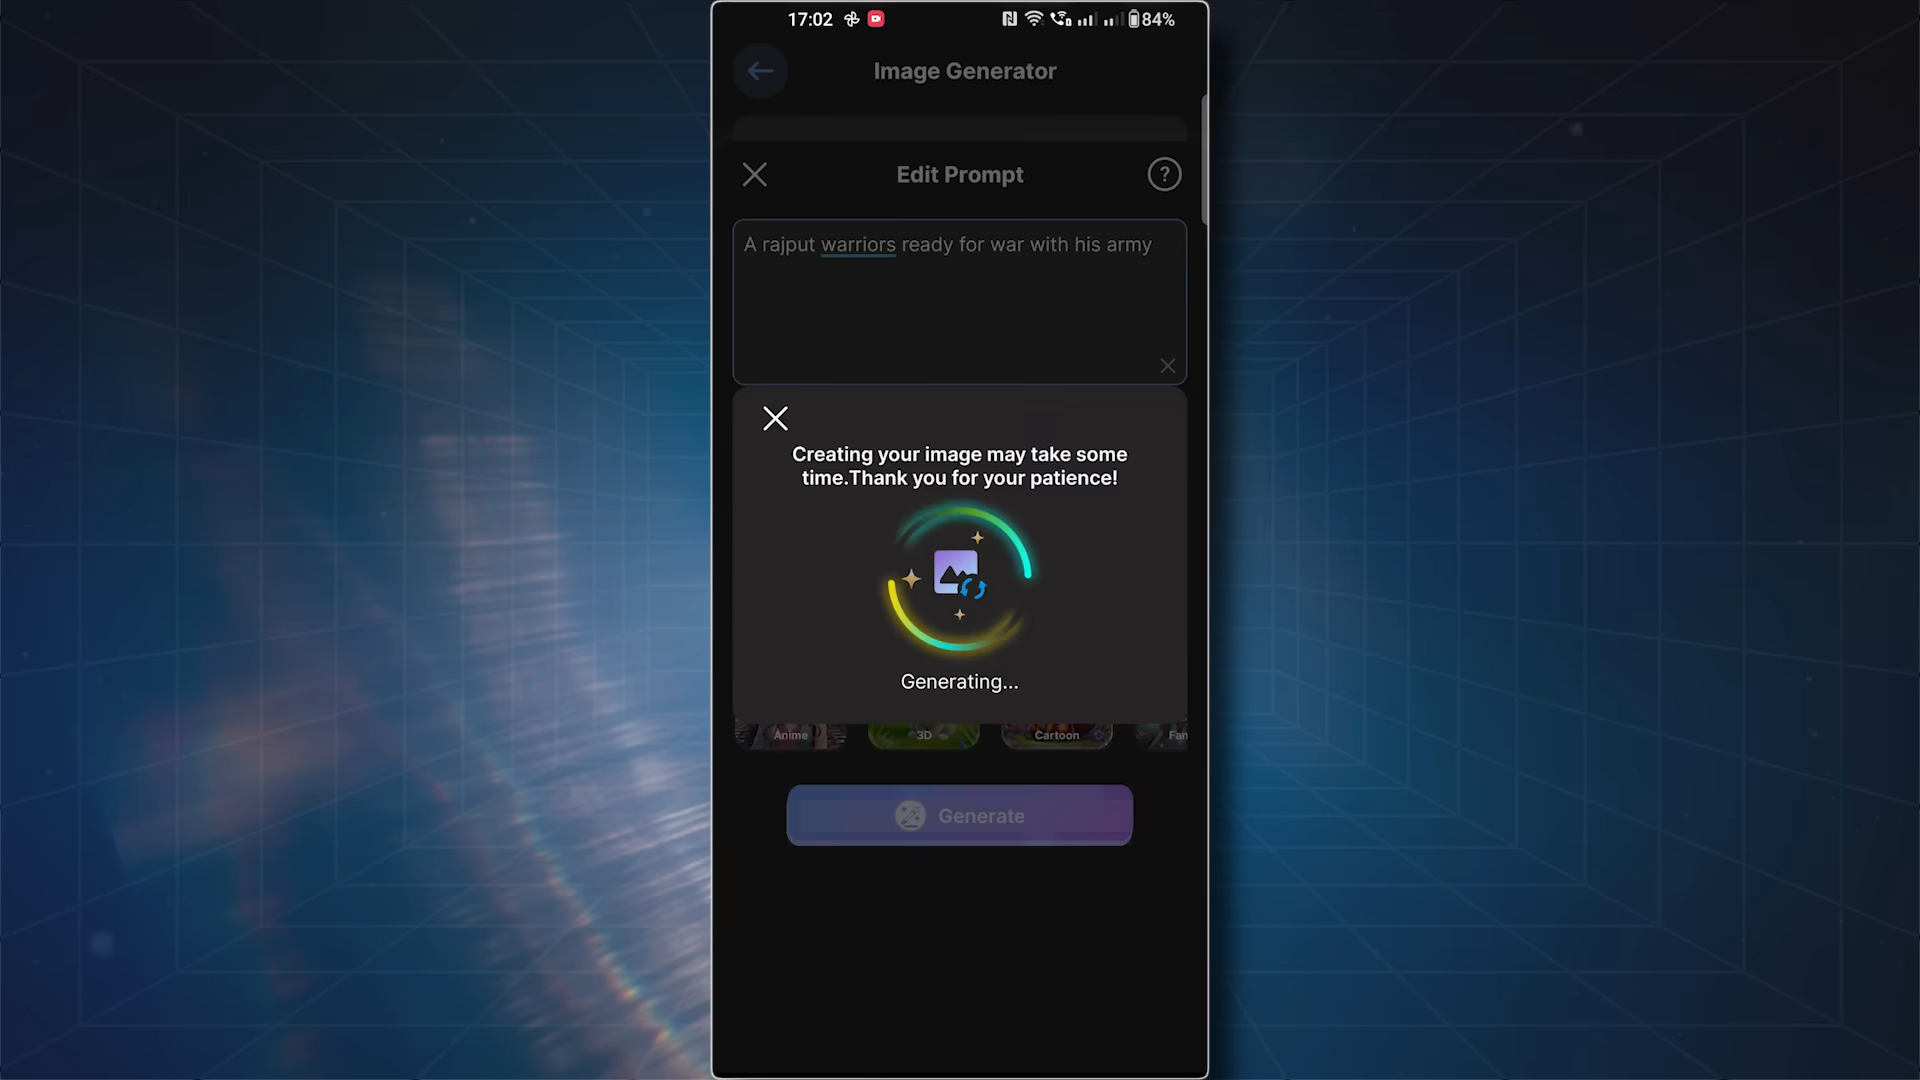 17:02
84%
Image Generator
Edit Prompt
?
A rajput warriors ready for war with his army
Creating your image may take some
time.Thank you for your patience!
Generating...
Anime
3D
Cartoon
Fan
Generate